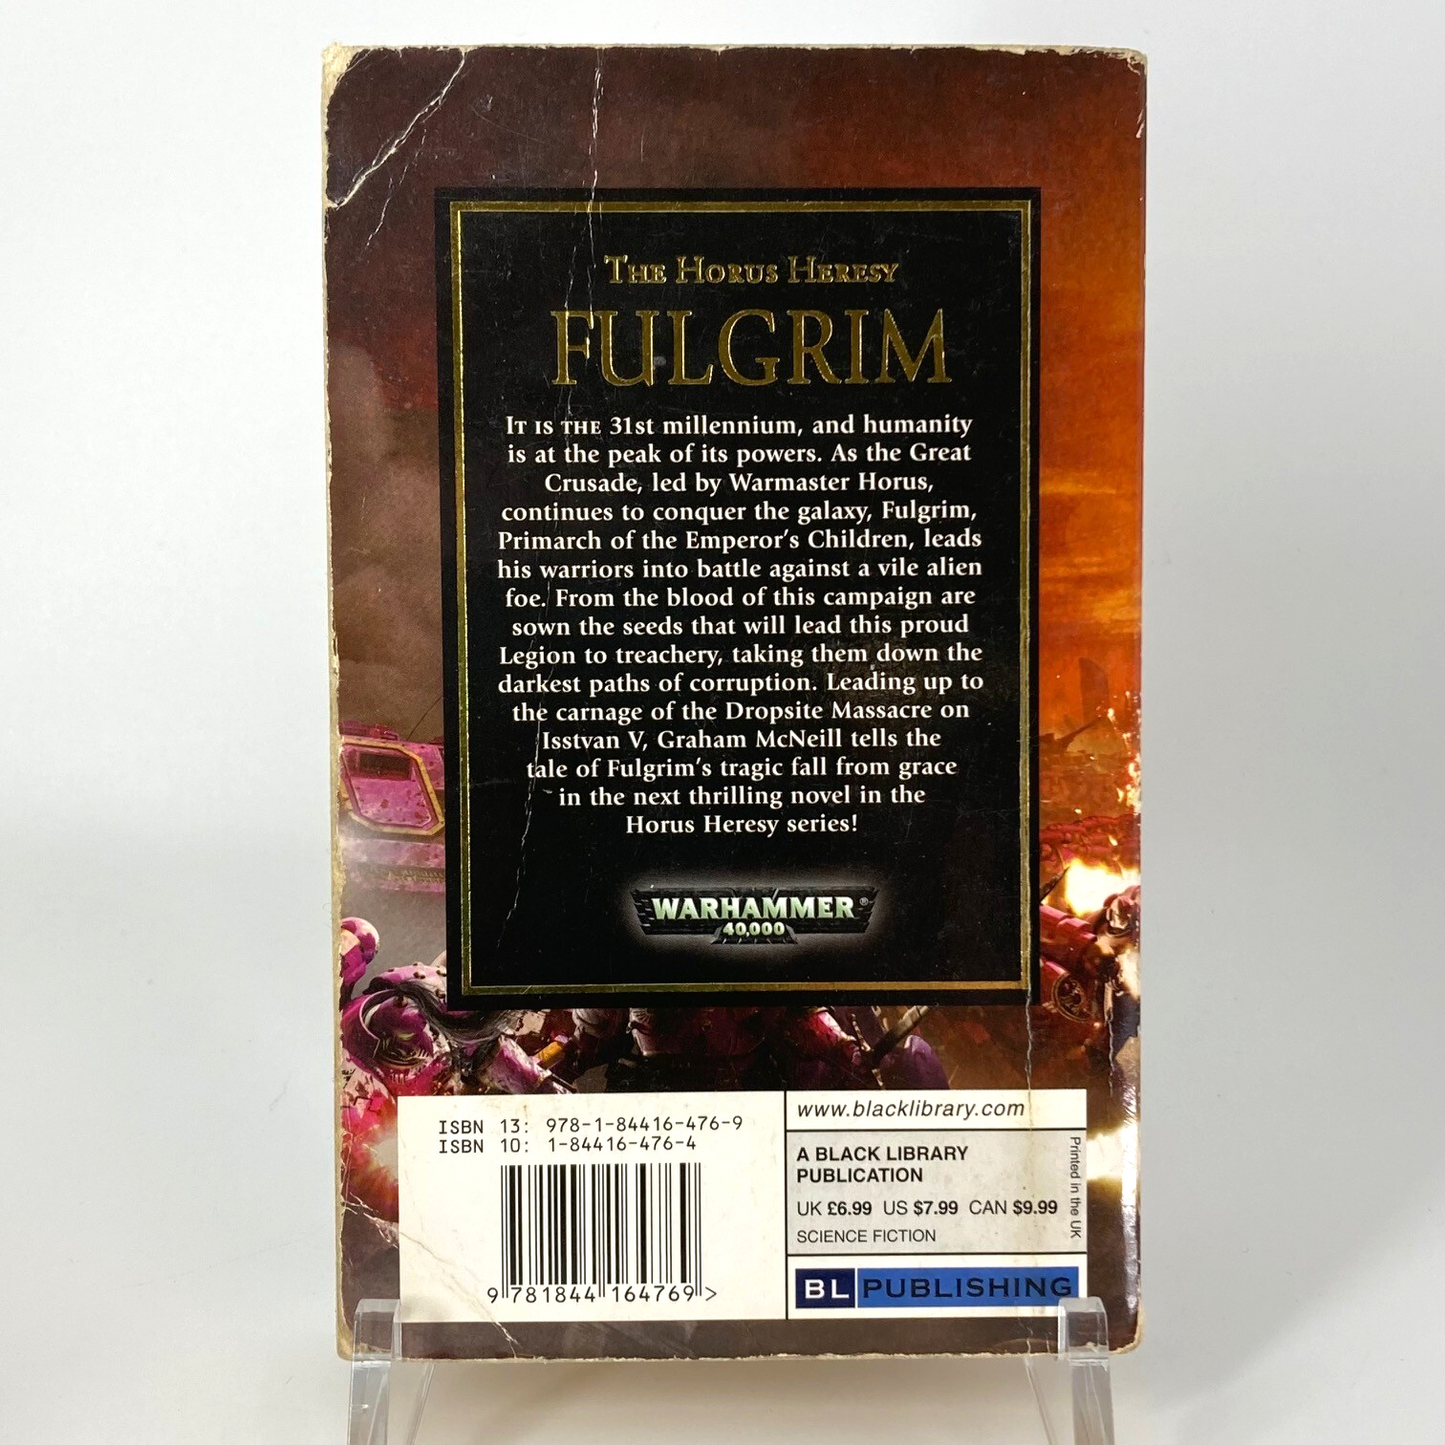 THE HORUS HERESY
FULGRIM
IT IS THE 31st millennium, and humanity
is at the peak of its powers. As the Great
Crusade, led by Warmaster Horus,
continues to conquer the galaxy, Fulgrim,
Primarch of the Emperor's Children, leads
his warriors into battle against a vile alien
foe. From the blood of this campaign are
sown the seeds that will lead this proud
Legion to treachery, taking them down the
darkest paths of corruption. Leading up to
the carnage of the Dropsite Massacre on
Isstvan V, Graham McNeill tells the
tale of Fulgrim's tragic fall from grace
in the next thrilling novel in the
Horus Heresy series!
WARHAMMER®
40,000
ISBN 13: 978-1-84416-476-9
ISBN 10: 1-84416-476-4
9 781844 164769 >
www.blacklibrary.com
A BLACK LIBRARY
PUBLICATION
UK £6.99 US $7.99 CAN $9.99
SCIENCE FICTION
Printed in the UK
BL PUBLISHING